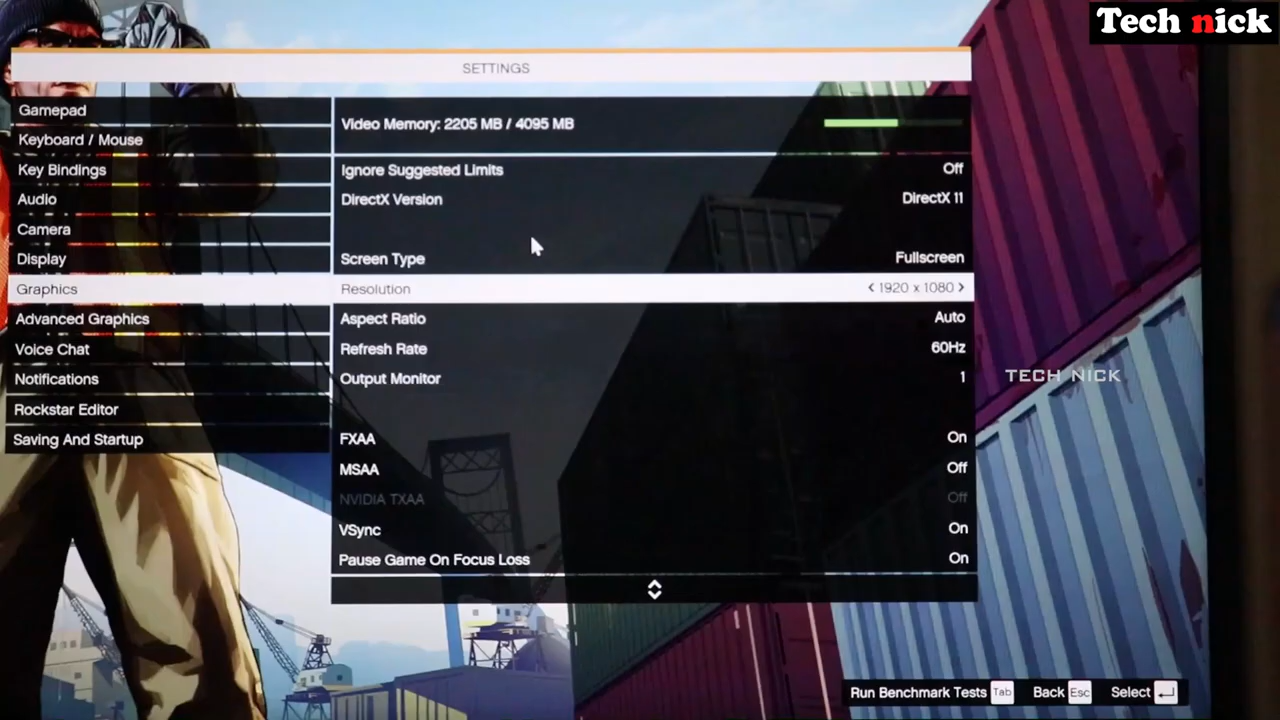 Tech nick
SETTINGS
Gamepad
Keyboard / Mouse
Key Bindings
Audio
Camera
Display
Graphics
Advanced Graphics
Voice Chat
Notifications
Rockstar Editor
Saving And Startup
Video Memory: 2205 MB / 4095 MB
Ignore Suggested Limits Off
DirectX Version DirectX 11
Screen Type Fullscreen
Resolution < 1920 x 1080 >
Aspect Ratio Auto
Refresh Rate 60Hz
Output Monitor 1
FXAA On
MSAA Off
NVIDIA TXAA Off
VSync On
Pause Game On Focus Loss On
TECH NICK
Run Benchmark Tests Tab Back Esc Select